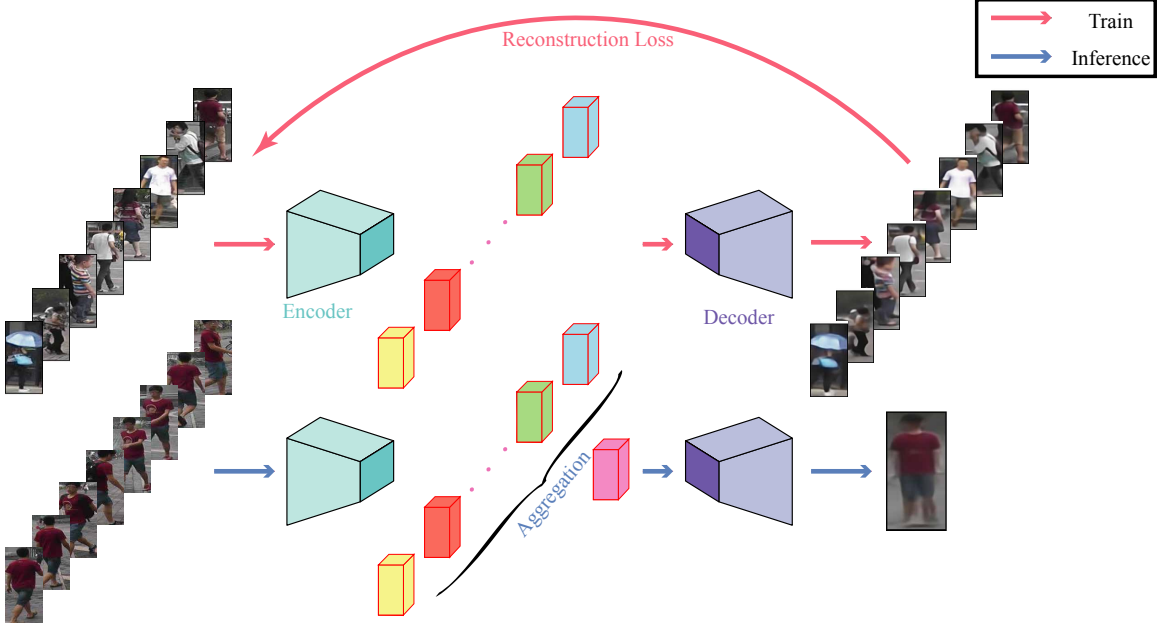 Train
Reconstruction Loss
Inference
Encoder
Decoder
Aggregation